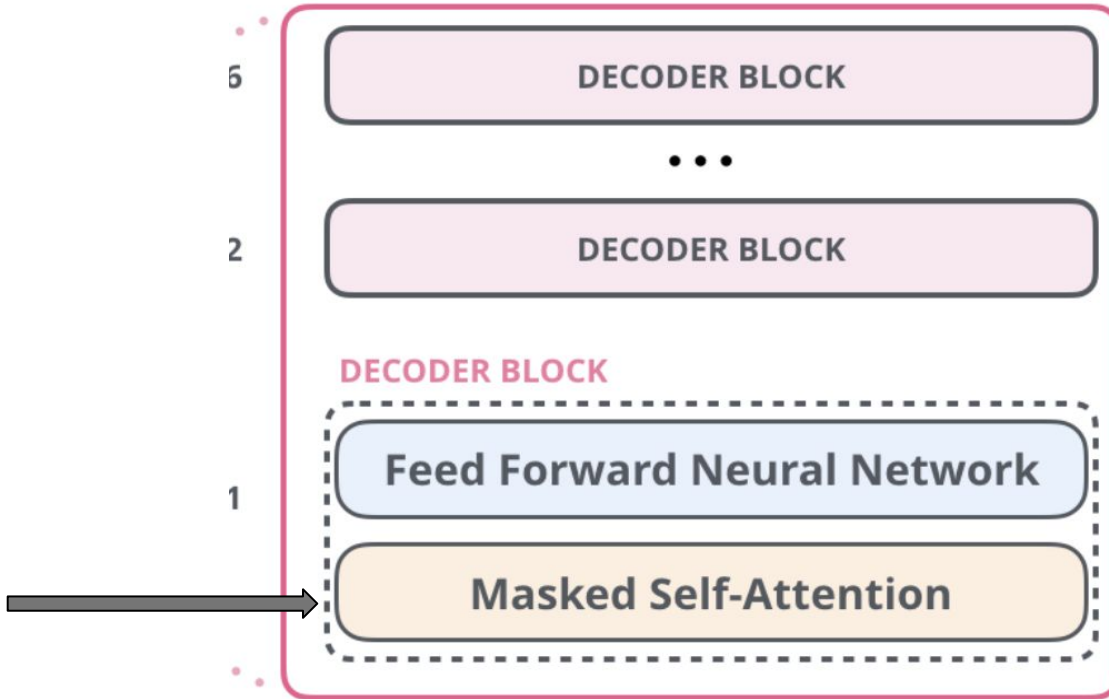 6
DECODER BLOCK
...
2
DECODER BLOCK
DECODER BLOCK
Feed Forward Neural Network
1
Masked Self-Attention